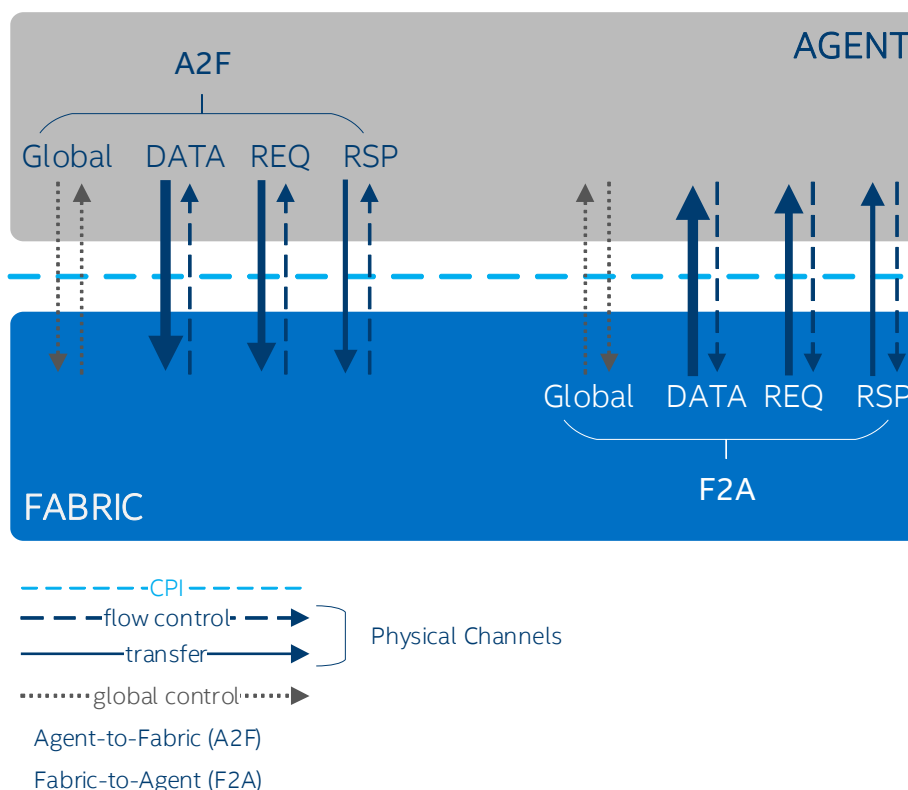 AGENT
A2F
Global DATA REQ RSP
Global DATA REQ RSP
F2A
FABRIC
CPI
flow control
transfer
Physical Channels
global control
Agent-to-Fabric (A2F)
Fabric-to-Agent (F2A)